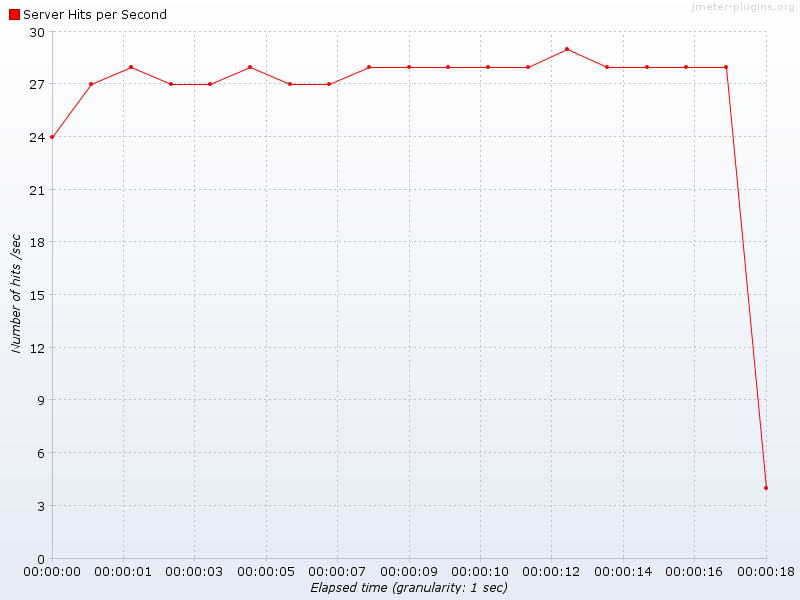 jmeter-plugins.org
Server Hits per Second
30
27
24
21
18
15
12
9
6
3
0
Number of hits /sec
00:00:00 00:00:01 00:00:03 00:00:05 00:00:07 00:00:09 00:00:10 00:00:12 00:00:14 00:00:16 00:00:18
Elapsed time (granularity: 1 sec)